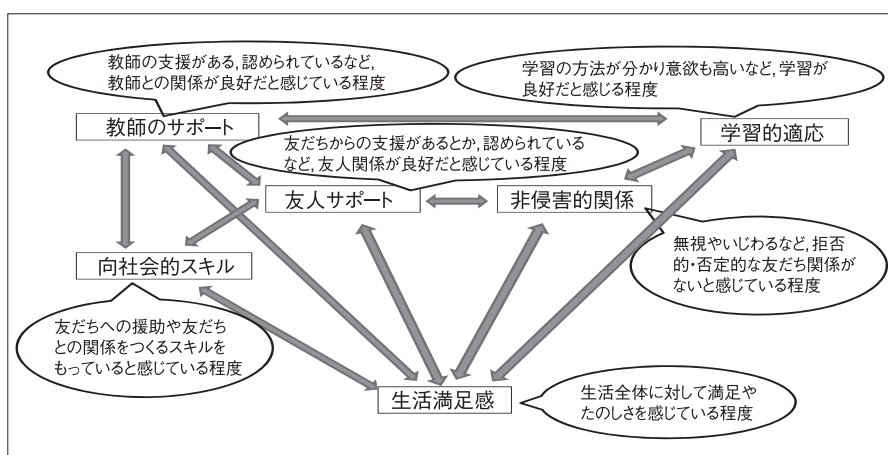 教師の支援がある，認められているなど，
教師との関係が良好だと感じている程度
学習の方法が分かり意欲も高いなど，学習が
良好だと感じる程度
教師のサポート
学習的適応
友だちからの支援があるとか，認められている
など，友人関係が良好だと感じている程度
友人サポート
非侵害的関係
無視やいじわるなど，拒否
的・否定的な友だち関係が
ないと感じている程度
向社会的スキル
友だちへの援助や友だち
との関係をつくるスキルを
もっていると感じている程度
生活満足感
生活全体に対して満足や
たのしさを感じている程度